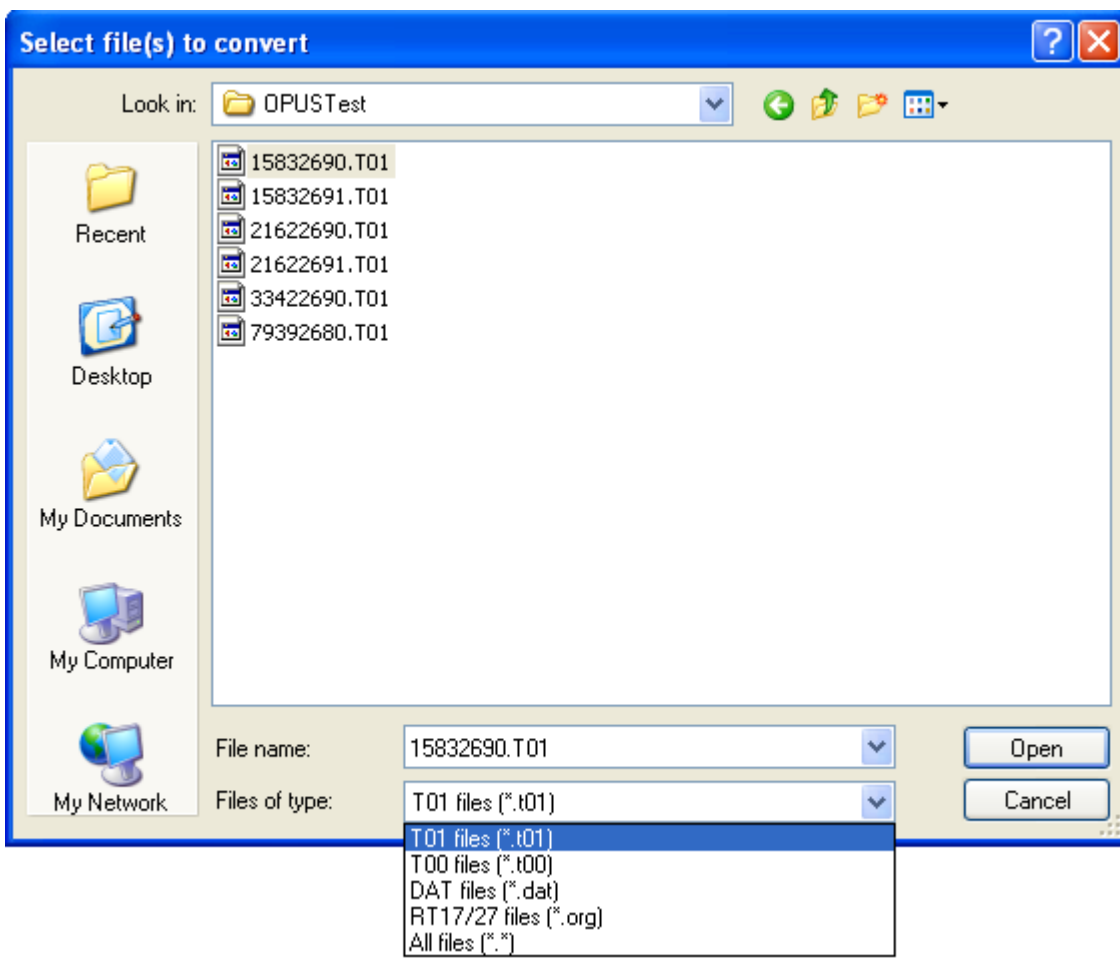 Select file(s) to convert
Look in: OPUSTest
15832690.T01
15832691.T01
21622690.T01
21622691.T01
33422690.T01
79392680.T01
Recent
Desktop
My Documents
My Computer
My Network
File name: 15832690.T01 Open
Files of type: T01 files (*.t01) Cancel
T01 files (*.t01)
T00 files (*.t00)
DAT files (*.dat)
RT17/27 files (*.org)
All files (*.*)